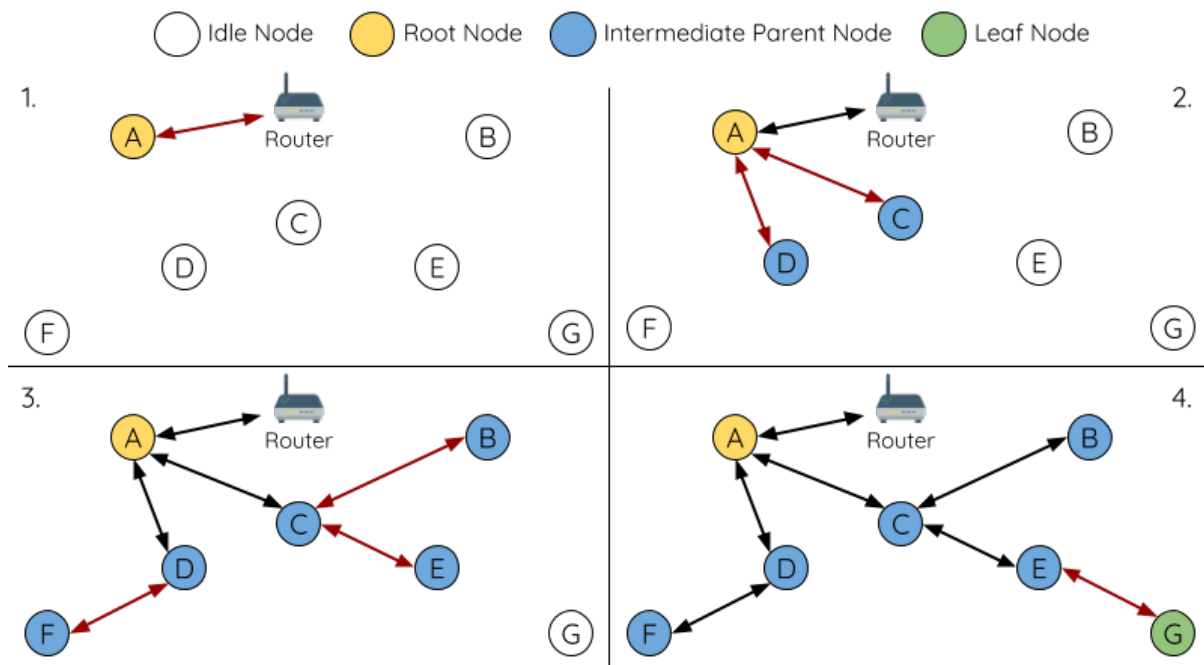 Idle Node
Root Node
Intermediate Parent Node
Leaf Node
1.
A
Router
B
C
D
E
F
G
2.
A
Router
B
C
D
E
F
G
3.
A
Router
B
C
D
E
F
G
4.
A
Router
B
C
D
E
F
G